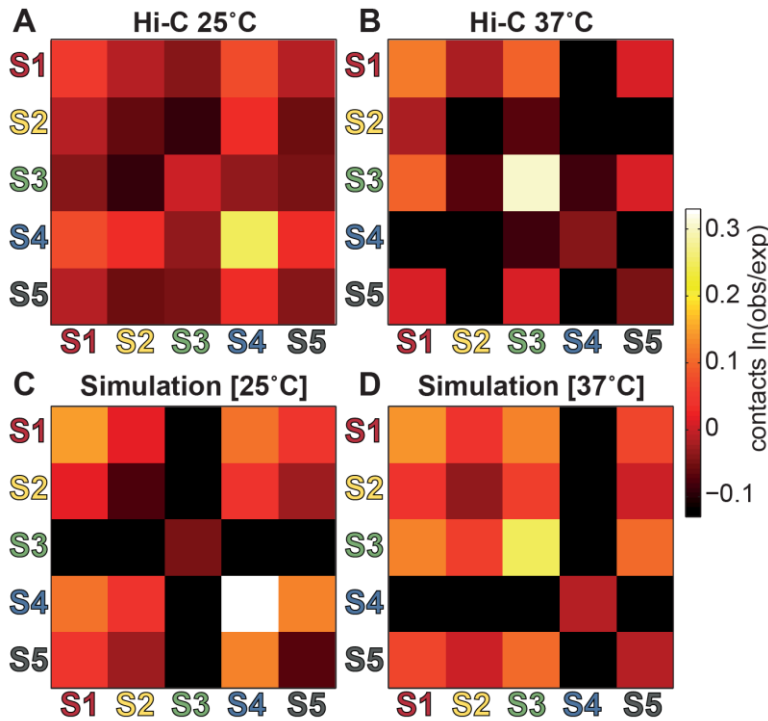 A Hi-C 25°C
B Hi-C 37°C
S1
S2
S3
S4
S5
S1 S2 S3 S4 S5
S1
S2
S3
S4
S5
S1 S2 S3 S4 S5
0.3
0.2
0.1
0
−0.1
contacts ln(obs/exp)
C Simulation [25°C]
D Simulation [37°C]
S1
S2
S3
S4
S5
S1 S2 S3 S4 S5
S1
S2
S3
S4
S5
S1 S2 S3 S4 S5